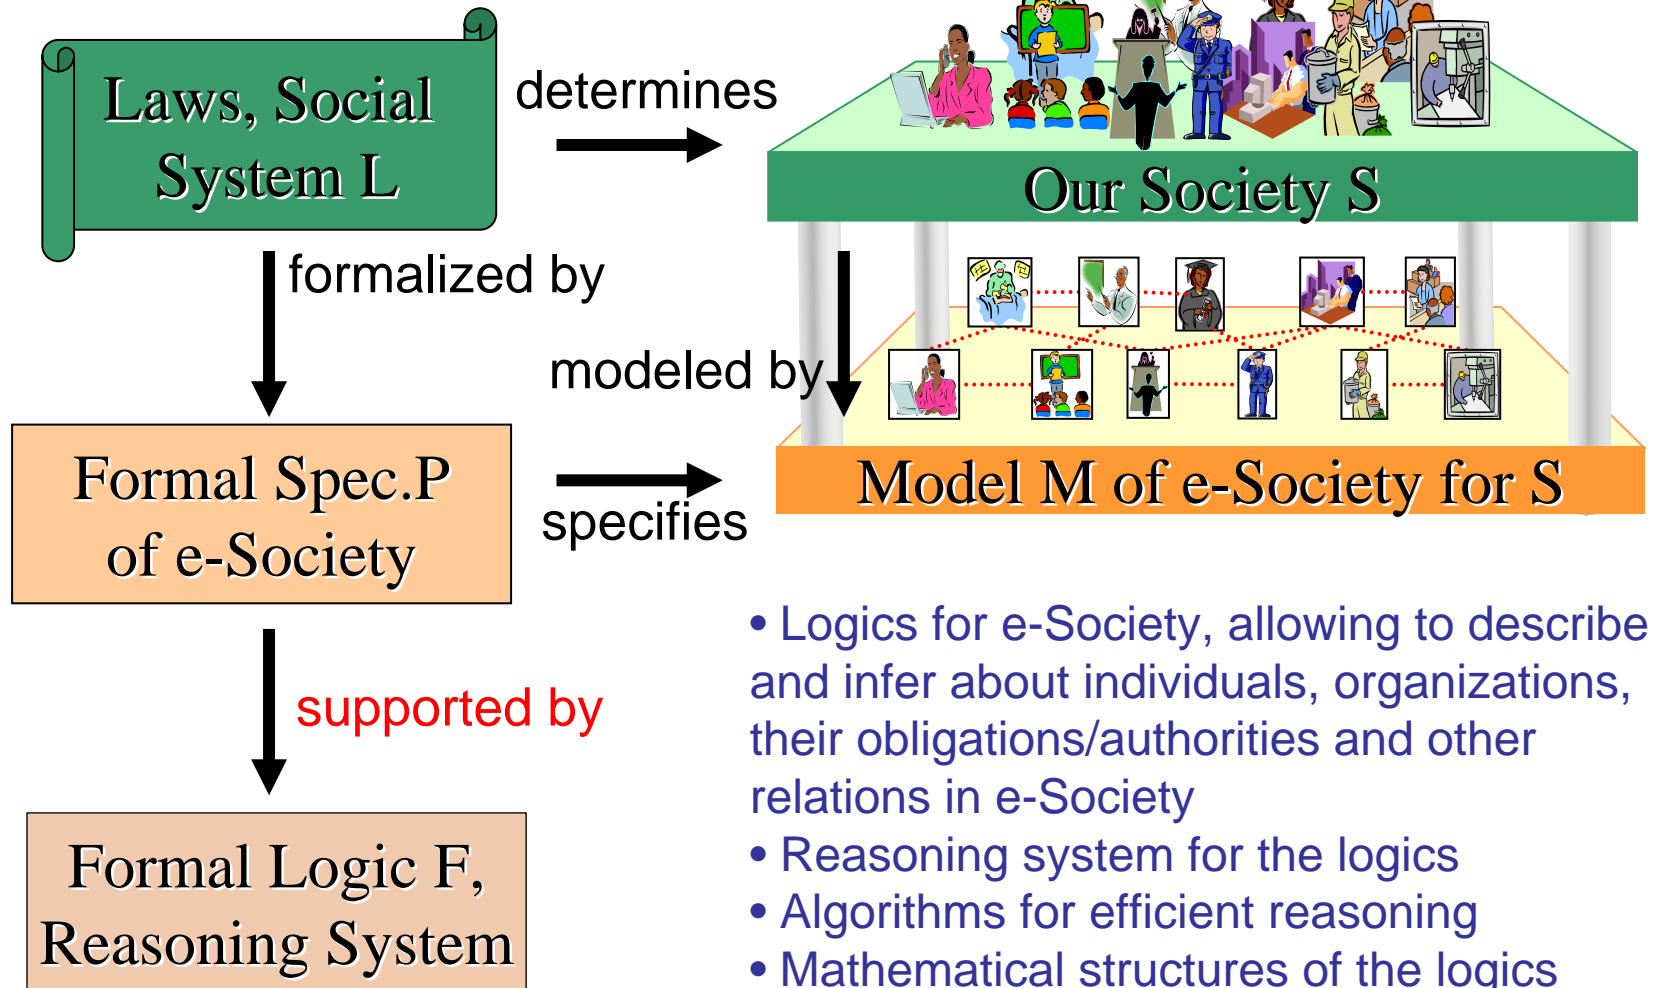 Laws, Social
System L
determines
Our Society S
formalized by
modeled by
Formal Spec.P
of e-Society
specifies
Model M of e-Society for S
supported by
Formal Logic F,
Reasoning System
• Logics for e-Society, allowing to describe
and infer about individuals, organizations,
their obligations/authorities and other
relations in e-Society
• Reasoning system for the logics
• Algorithms for efficient reasoning
• Mathematical structures of the logics